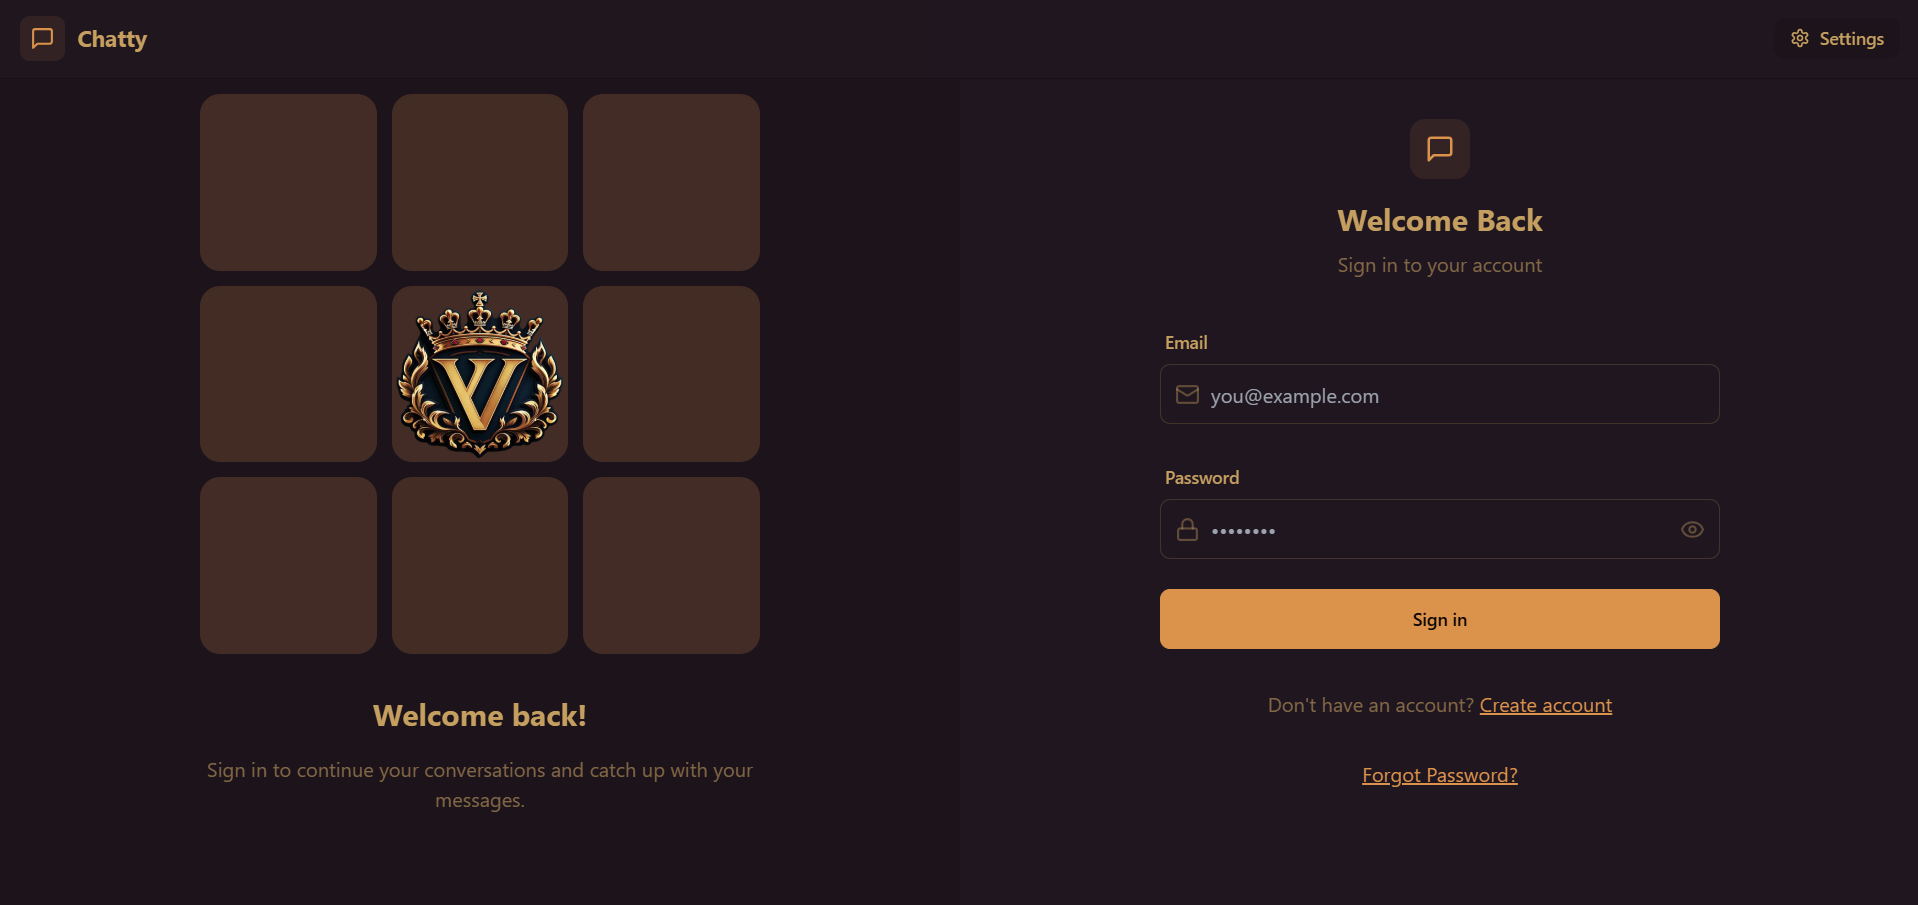 Chatty
Settings
V
Welcome back!
Sign in to continue your conversations and catch up with your
messages.
Welcome Back
Sign in to your account
Email
you@example.com
Password
••••••••
Sign in
Don't have an account? Create account
Forgot Password?